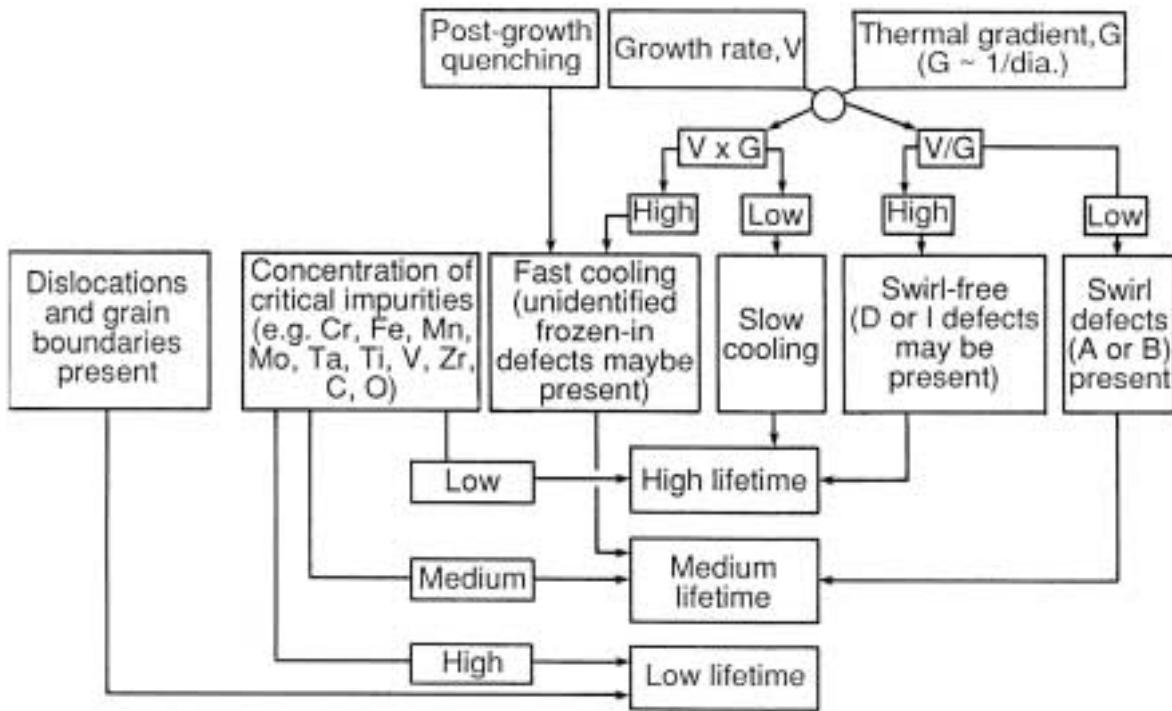 Post-growth
quenching
Growth rate, V
Thermal gradient, G
(G ~ 1/dia.)
V x G
V/G
High
Low
High
Low
Dislocations
and grain
boundaries
present
Concentration of
critical impurities
(e.g. Cr, Fe, Mn,
Mo, Ta, Ti, V, Zr,
C, O)
Fast cooling
(unidentified
frozen-in
defects maybe
present)
Slow
cooling
Swirl-free
(D or I defects
may be
present)
Swirl
defects
(A or B)
present
Low
High lifetime
Medium
Medium
lifetime
High
Low lifetime